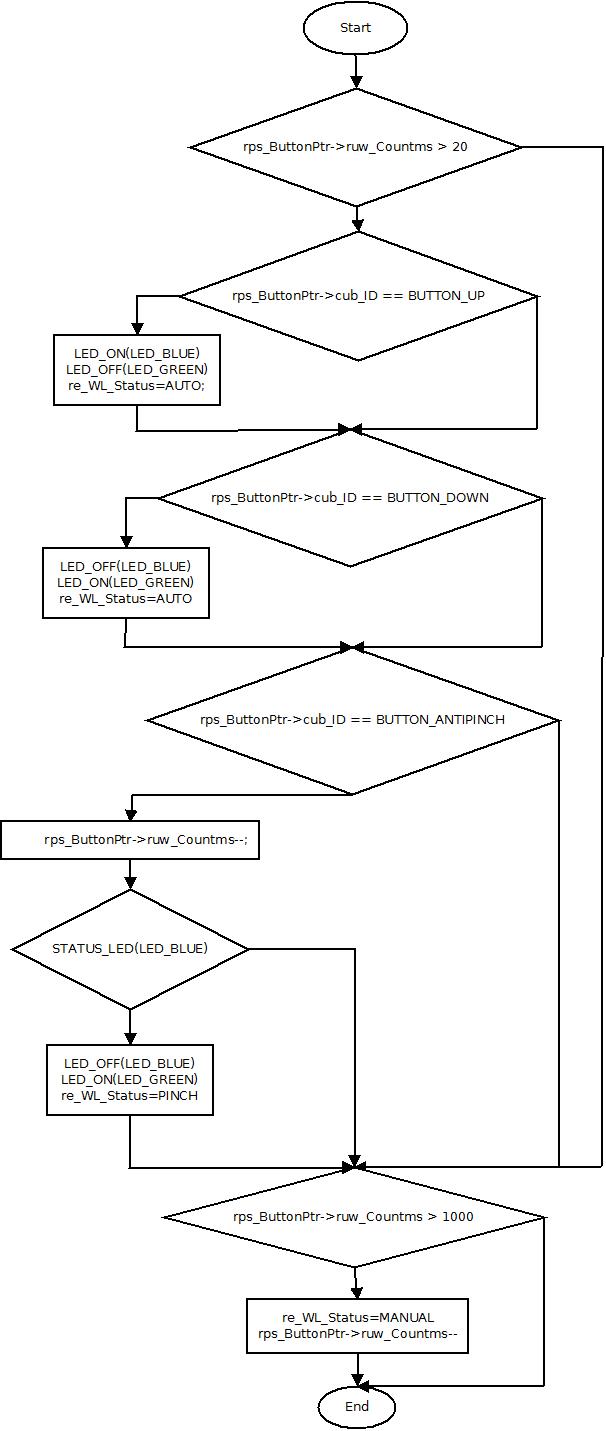 Start
rps_ButtonPtr->ruw_Countms > 20
rps_ButtonPtr->cub_ID == BUTTON_UP
LED_ON(LED_BLUE)
LED_OFF(LED_GREEN)
re_WL_Status=AUTO;
rps_ButtonPtr->cub_ID == BUTTON_DOWN
LED_OFF(LED_BLUE)
LED_ON(LED_GREEN)
re_WL_Status=AUTO
rps_ButtonPtr->cub_ID == BUTTON_ANTIPINCH
rps_ButtonPtr->ruw_Countms--;
STATUS_LED(LED_BLUE)
LED_OFF(LED_BLUE)
LED_ON(LED_GREEN)
re_WL_Status=PINCH
rps_ButtonPtr->ruw_Countms > 1000
re_WL_Status=MANUAL
rps_ButtonPtr->ruw_Countms--
End